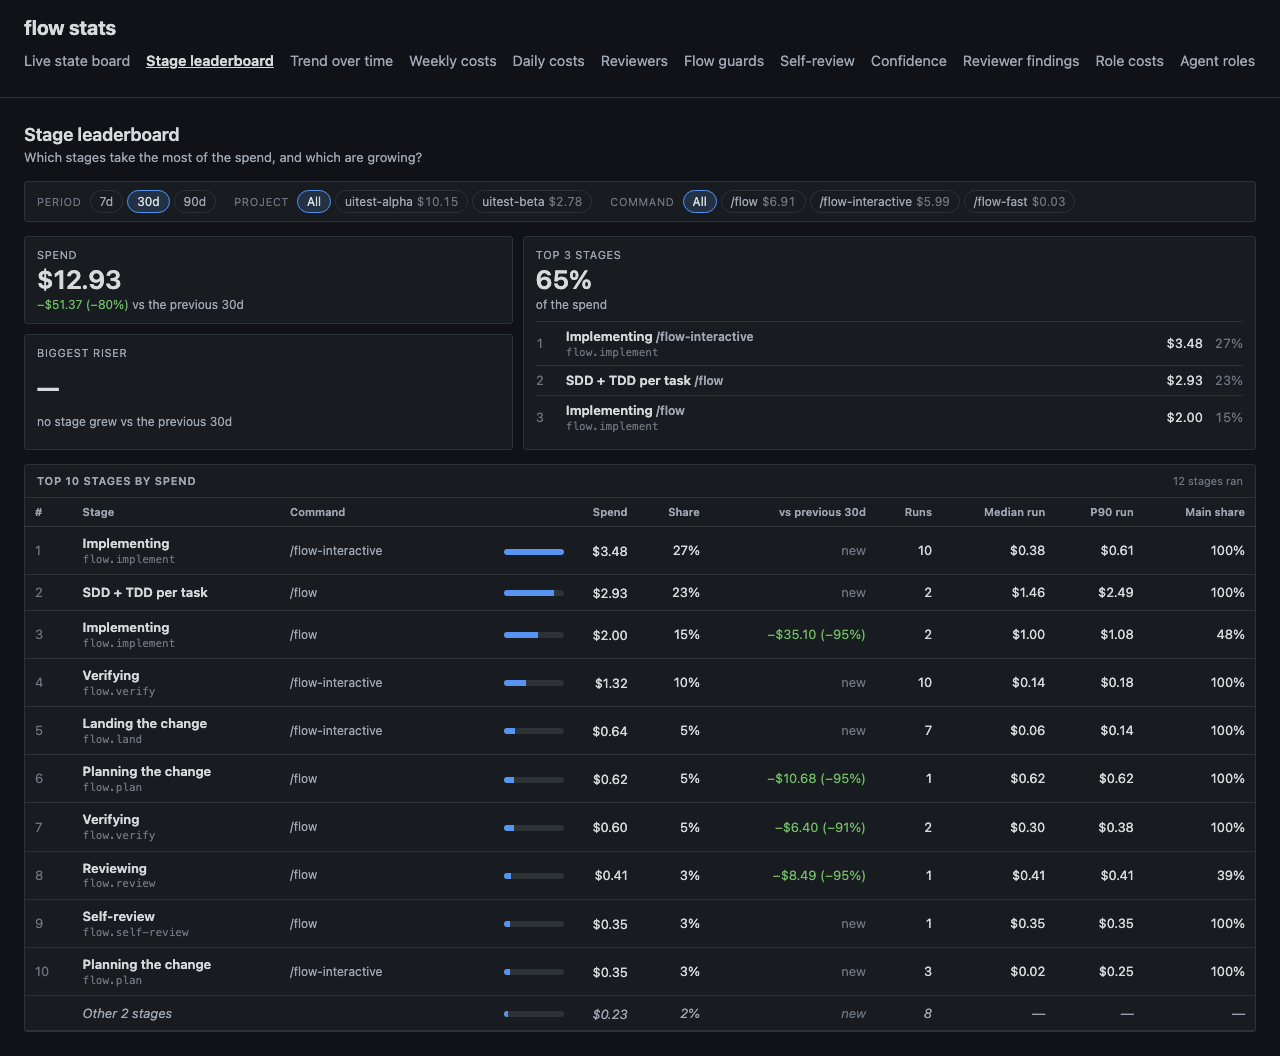 flow stats
Live state board Stage leaderboard Trend over time Weekly costs Daily costs Reviewers Flow guards Self-review Confidence Reviewer findings Role costs Agent roles
Stage leaderboard
Which stages take the most of the spend, and which are growing?
PERIOD 7d 30d 90d PROJECT All uitest-alpha $10.15 uitest-beta $2.78 COMMAND All /flow $6.91 /flow-interactive $5.99 /flow-fast $0.03
SPEND
$12.93
−$51.37 (−80%) vs the previous 30d
BIGGEST RISER
—
no stage grew vs the previous 30d
TOP 3 STAGES
65%
of the spend
1 Implementing /flow-interactive $3.48 27%
flow.implement
2 SDD + TDD per task /flow $2.93 23%
3 Implementing /flow $2.00 15%
flow.implement
TOP 10 STAGES BY SPEND 12 stages ran
# Stage Command Spend Share vs previous 30d Runs Median run P90 run Main share
1 Implementing /flow-interactive $3.48 27% new 10 $0.38 $0.61 100%
flow.implement
2 SDD + TDD per task /flow $2.93 23% new 2 $1.46 $2.49 100%
3 Implementing /flow $2.00 15% −$35.10 (−95%) 2 $1.00 $1.08 48%
flow.implement
4 Verifying /flow-interactive $1.32 10% new 10 $0.14 $0.18 100%
flow.verify
5 Landing the change /flow-interactive $0.64 5% new 7 $0.06 $0.14 100%
flow.land
6 Planning the change /flow $0.62 5% −$10.68 (−95%) 1 $0.62 $0.62 100%
flow.plan
7 Verifying /flow $0.60 5% −$6.40 (−91%) 2 $0.30 $0.38 100%
flow.verify
8 Reviewing /flow $0.41 3% −$8.49 (−95%) 1 $0.41 $0.41 39%
flow.review
9 Self-review /flow $0.35 3% new 1 $0.35 $0.35 100%
flow.self-review
10 Planning the change /flow-interactive $0.35 3% new 3 $0.02 $0.25 100%
flow.plan
Other 2 stages $0.23 2% new 8 — — —